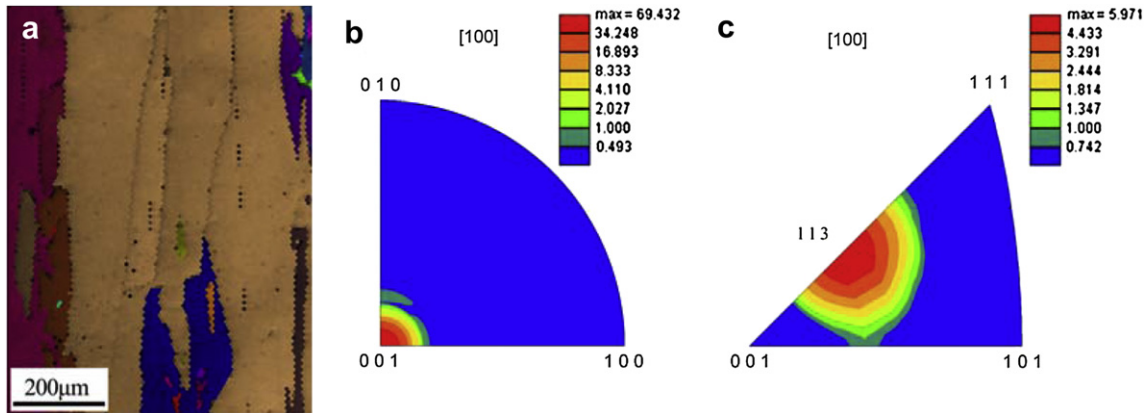 a
200μm
b
[100]
max = 69.432
34.248
16.893
8.333
4.110
2.027
1.000
0.493
0 1 0
0 0 1
1 0 0
c
[100]
max = 5.971
4.433
3.291
2.444
1.814
1.347
1.000
0.742
1 1 1
1 1 3
0 0 1
1 0 1